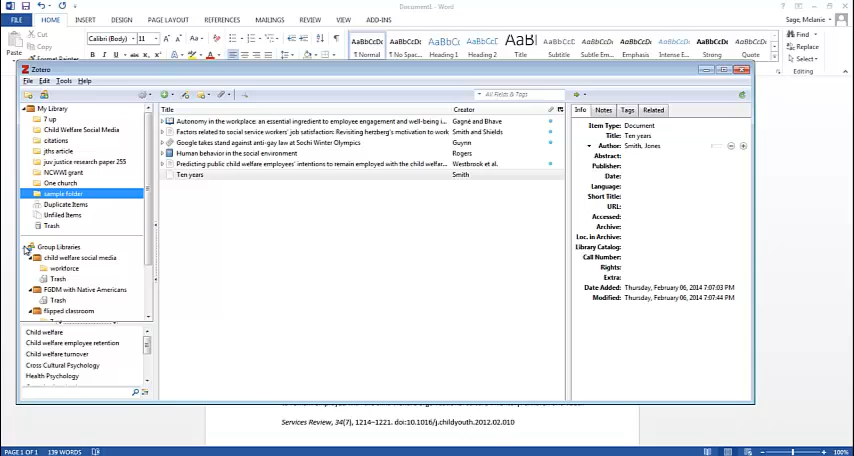 Document1 - Word
FILE HOME INSERT DESIGN PAGE LAYOUT REFERENCES MAILINGS REVIEW VIEW ADD-INS Sage, Melanie
Cut
Copy
Paste
Calibri (Body) 11
AaBbCcDc AaBbCcDc AaBbCc AaBbCc AaBl AaBbCcD AaBbCcDc AaBbCcDc AaBbCcDc AaBbCcDc
¶ Normal ¶ No Spac... Heading 1 Heading 2 Title Subtitle Subtle Em... Emphasis Intense E... Strong Quote
Find
Replace
Select
Editing
Zotero
File Edit Tools Help
All Fields & Tags
My Library
7 up
Child Welfare Social Media
citations
jths article
juv justice research paper 255
NCWWI grant
One church
sample folder
Duplicate Items
Unfiled Items
Trash
Group Libraries
child welfare social media
workforce
Trash
FGDM with Native Americans
Trash
flipped classroom
Child welfare
Child welfare employee retention
Child welfare turnover
Cross Cultural Psychology
Health Psychology
Title Creator
Autonomy in the workplace: an essential ingredient to employee engagement and well-being i... Gagné and Bhave
Factors related to social service workers' job satisfaction: Revisiting herzberg's motivation to work Smith and Shields
Google takes stand against anti-gay law at Sochi Winter Olympics Guynn
Human behavior in the social environment Rogers
Predicting public child welfare employees' intentions to remain employed with the child welfar... Westbrook et al.
Ten years Smith
Info Notes Tags Related
Item Type: Document
Title: Ten years
Author: Smith, Jones
Abstract:
Publisher:
Date:
Language:
Short Title:
URL:
Accessed:
Archive:
Loc. in Archive:
Library Catalog:
Call Number:
Rights:
Extra:
Date Added: Thursday, February 06, 2014 7:07:03 PM
Modified: Thursday, February 06, 2014 7:07:44 PM
Services Review, 34(7), 1214–1221. doi:10.1016/j.childyouth.2012.02.010
PAGE 1 OF 1 139 WORDS
100%